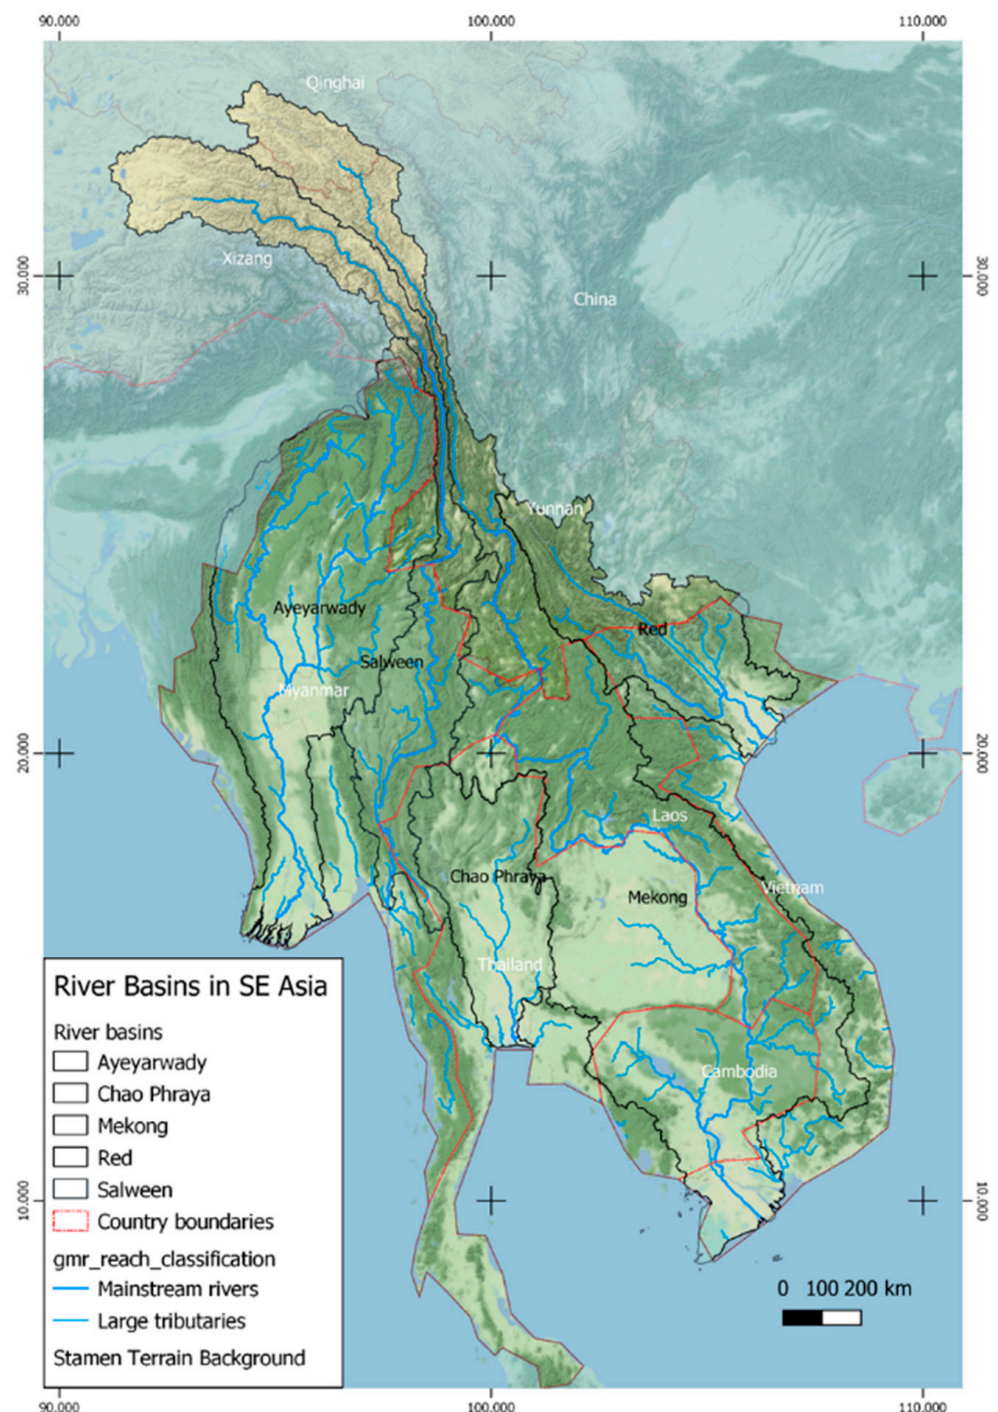 90.000 100.000 110.000
Qinghai
Xizang
30.000 30.000
China
Yunnan
Ayeyarwady
Red
Salween
Myanmar
20.000 20.000
Laos
Chao Phraya
Vietnam
Mekong
Thailand
Cambodia
10.000 10.000
River Basins in SE Asia
River basins
Ayeyarwady
Chao Phraya
Mekong
Red
Salween
Country boundaries
gmr_reach_classification
Mainstream rivers
Large tributaries
Stamen Terrain Background
0 100 200 km
90.000 100.000 110.000